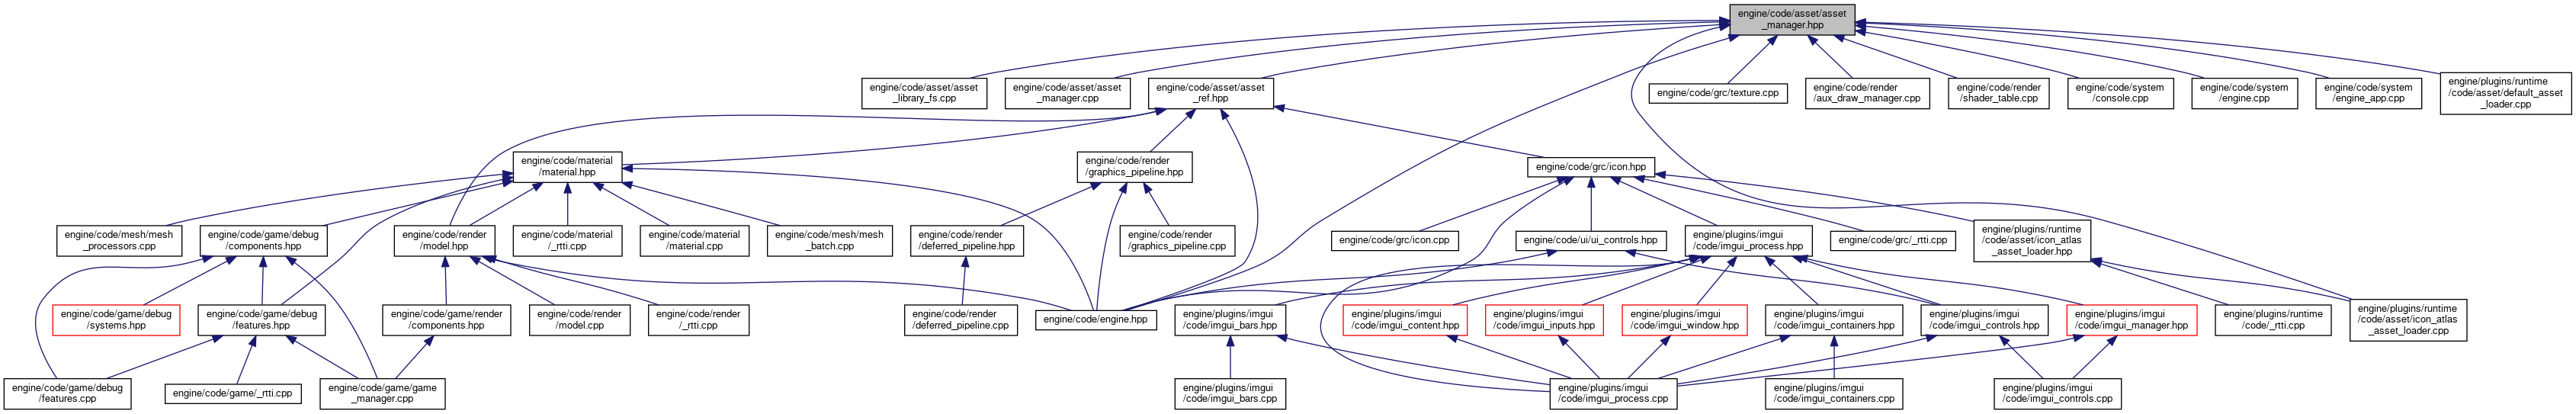 engine/code/asset/asset
_manager.hpp
engine/code/asset/asset
_library_fs.cpp
engine/code/asset/asset
_manager.cpp
engine/code/asset/asset
_ref.hpp
engine/code/grc/texture.cpp
engine/code/render
/aux_draw_manager.cpp
engine/code/render
/shader_table.cpp
engine/code/system
/console.cpp
engine/code/system
/engine.cpp
engine/code/system
/engine_app.cpp
engine/plugins/runtime
/code/asset/default_asset
_loader.cpp
engine/code/material
/material.hpp
engine/code/render
/graphics_pipeline.hpp
engine/code/grc/icon.hpp
engine/code/mesh/mesh
_processors.cpp
engine/code/game/debug
/components.hpp
engine/code/render
/model.hpp
engine/code/material
/_rtti.cpp
engine/code/material
/material.cpp
engine/code/mesh/mesh
_batch.cpp
engine/code/render
/deferred_pipeline.hpp
engine/code/render
/graphics_pipeline.cpp
engine/code/grc/icon.cpp
engine/code/ui/ui_controls.hpp
engine/plugins/imgui
/code/imgui_process.hpp
engine/code/grc/_rtti.cpp
engine/plugins/runtime
/code/asset/icon_atlas
_asset_loader.hpp
engine/code/game/debug
/systems.hpp
engine/code/game/debug
/features.hpp
engine/code/game/render
/components.hpp
engine/code/render
/model.cpp
engine/code/render
/_rtti.cpp
engine/code/render
/deferred_pipeline.cpp
engine/code/engine.hpp
engine/plugins/imgui
/code/imgui_bars.hpp
engine/plugins/imgui
/code/imgui_content.hpp
engine/plugins/imgui
/code/imgui_inputs.hpp
engine/plugins/imgui
/code/imgui_window.hpp
engine/plugins/imgui
/code/imgui_containers.hpp
engine/plugins/imgui
/code/imgui_controls.hpp
engine/plugins/imgui
/code/imgui_manager.hpp
engine/plugins/runtime
/code/_rtti.cpp
engine/plugins/runtime
/code/asset/icon_atlas
_asset_loader.cpp
engine/code/game/debug
/features.cpp
engine/code/game/_rtti.cpp
engine/code/game/game
_manager.cpp
engine/plugins/imgui
/code/imgui_bars.cpp
engine/plugins/imgui
/code/imgui_process.cpp
engine/plugins/imgui
/code/imgui_containers.cpp
engine/plugins/imgui
/code/imgui_controls.cpp